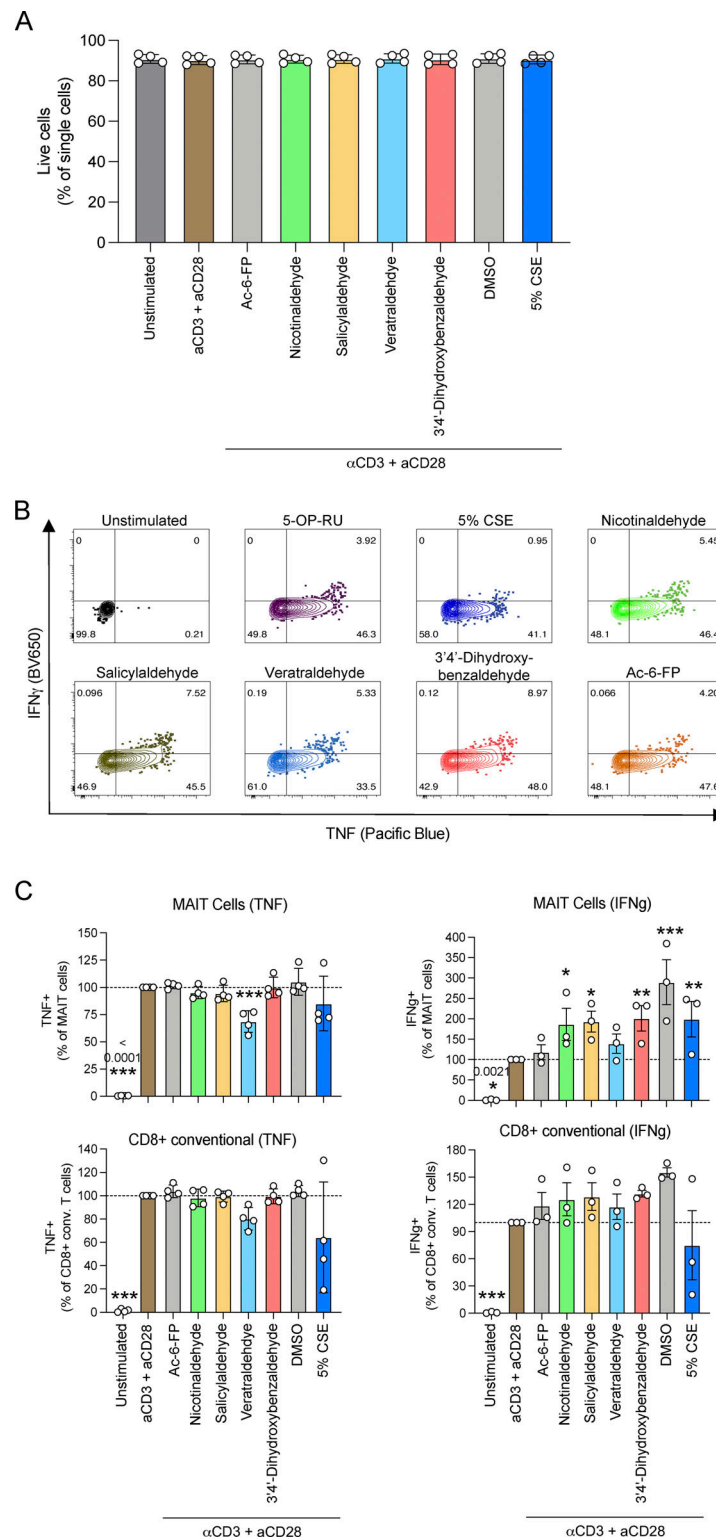 A
Live cells
(% of single cells)
100
80
60
40
20
0
Unstimulated
aCD3 + aCD28
Ac-6-FP
Nicotinaldehyde
Salicylaldehyde
Veratraldehdye
3'4'-Dihydroxybenzaldehyde
DMSO
5% CSE
αCD3 + aCD28
B
IFNγ (BV650)
Unstimulated
5-OP-RU
5% CSE
Nicotinaldehyde
0 0
0 3.92
0 0.95
0 5.45
99.8 0.21
49.8 46.3
58.0 41.1
48.1 46.4
Salicylaldehyde
Veratraldehyde
3'4'-Dihydroxy-
benzaldehyde
Ac-6-FP
0.096 7.52
0.19 5.33
0.12 8.97
0.066 4.20
46.9 45.5
61.0 33.5
42.9 48.0
48.1 47.6
TNF (Pacific Blue)
C
MAIT Cells (TNF)
TNF+
(% of MAIT cells)
150
125
100
75
50
25
0
<
0.0001
***
***
MAIT Cells (IFNg)
IFNg+
(% of MAIT cells)
400
350
300
250
200
150
100
50
0
0.0021
*
*
*
**
***
**
CD8+ conventional (TNF)
TNF+
(% of CD8+ conv. T cells)
140
120
100
80
60
40
20
0
***
Unstimulated
aCD3 + aCD28
Ac-6-FP
Nicotinaldehyde
Salicylaldehyde
Veratraldehdye
3'4'-Dihydroxybenzaldehyde
DMSO
5% CSE
αCD3 + aCD28
CD8+ conventional (IFNg)
IFNg+
(% of CD8+ conv. T cells)
180
150
120
90
60
30
0
***
Unstimulated
aCD3 + aCD28
Ac-6-FP
Nicotinaldehyde
Salicylaldehyde
Veratraldehdye
3'4'-Dihydroxybenzaldehyde
DMSO
5% CSE
αCD3 + aCD28